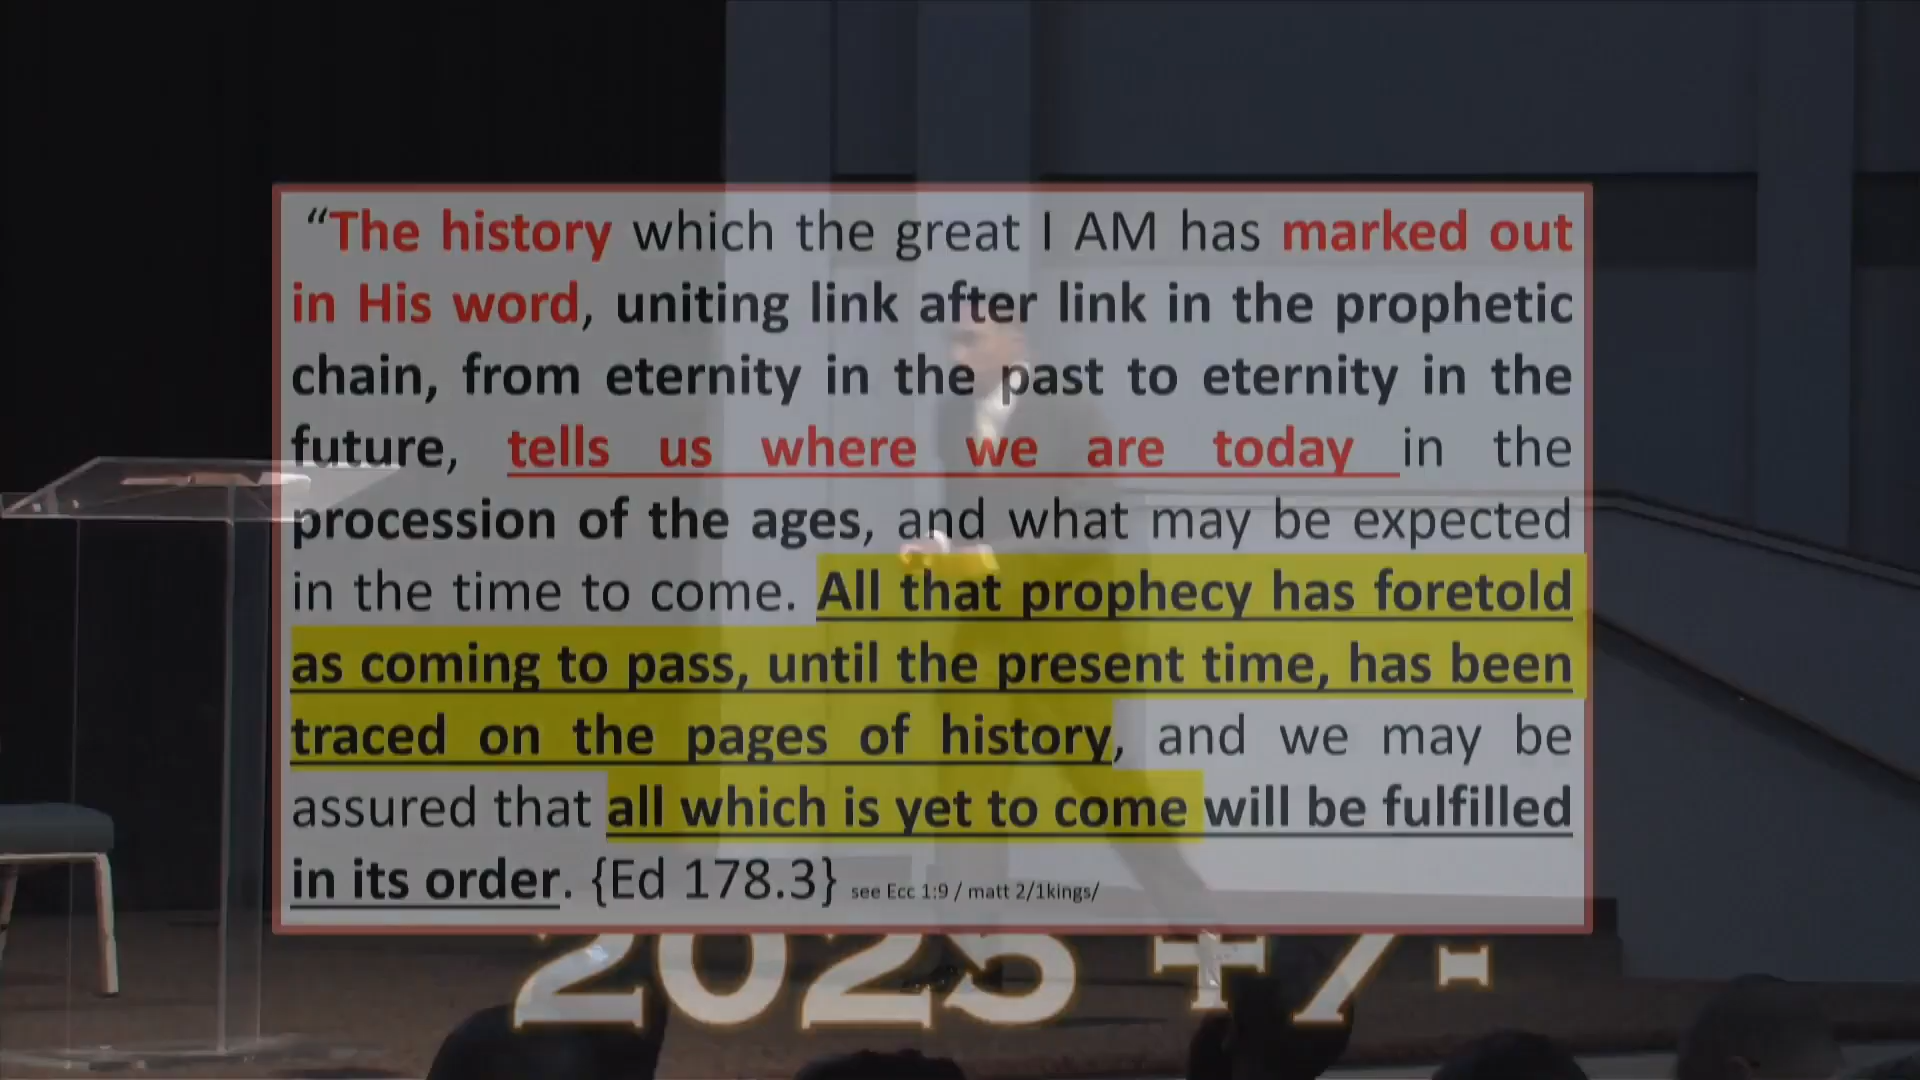 “The history which the great I AM has marked out
in His word, uniting link after link in the prophetic
chain, from eternity in the past to eternity in the
future, tells us where we are today in the
procession of the ages, and what may be expected
in the time to come. All that prophecy has foretold
as coming to pass, until the present time, has been
traced on the pages of history, and we may be
assured that all which is yet to come will be fulfilled
in its order. {Ed 178.3} see Ecc 1:9 / matt 2/1kings/
2025 +/-